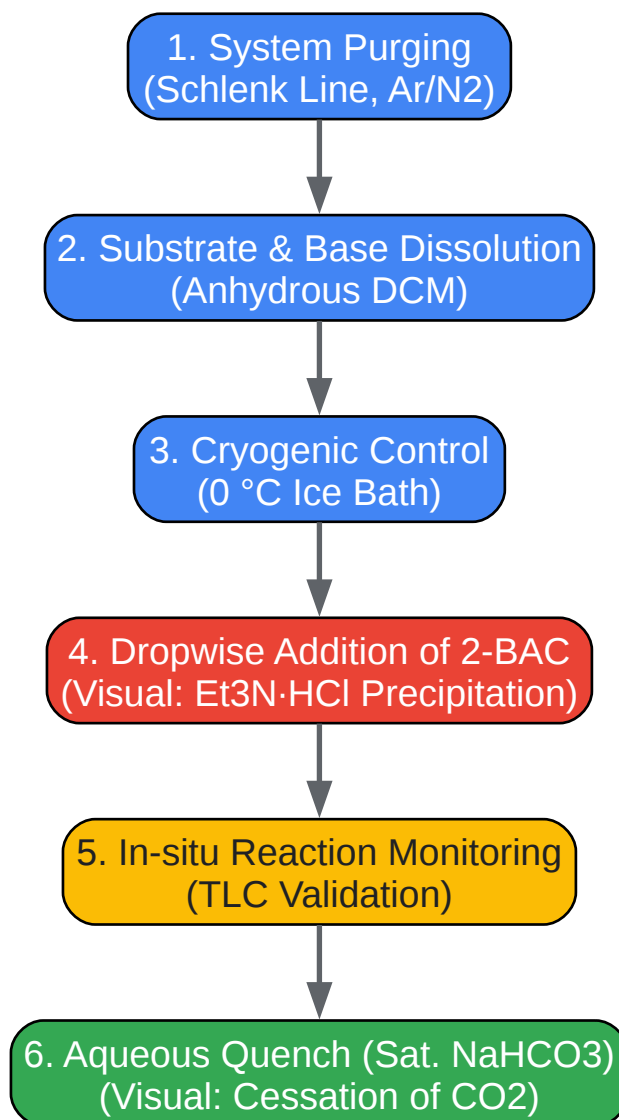 1. System Purging
(Schlenk Line, Ar/N2)
2. Substrate & Base Dissolution
(Anhydrous DCM)
3. Cryogenic Control
(0 °C Ice Bath)
4. Dropwise Addition of 2-BAC
(Visual: Et3N·HCl Precipitation)
5. In-situ Reaction Monitoring
(TLC Validation)
6. Aqueous Quench (Sat. NaHCO3)
(Visual: Cessation of CO2)